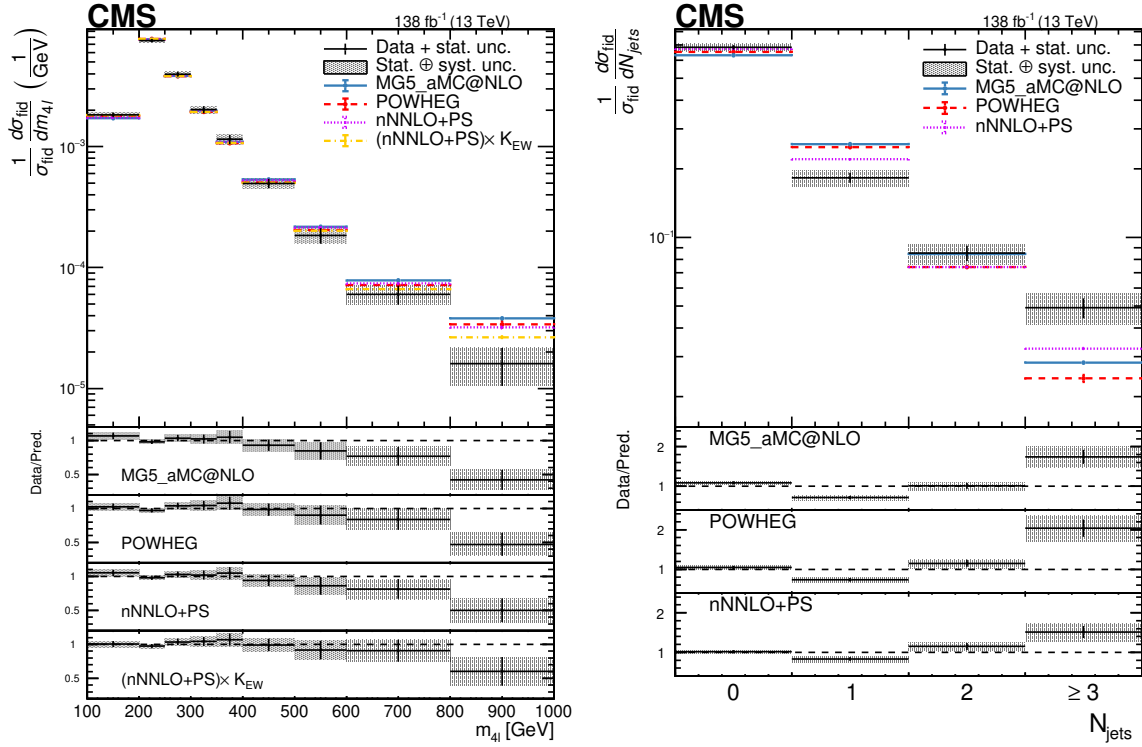 CMS
138 fb⁻¹ (13 TeV)
1/σ_fid dσ_fid/dm_4l (1/GeV)
Data + stat. unc.
Stat. ⊕ syst. unc.
MG5_aMC@NLO
POWHEG
nNNLO+PS
(nNNLO+PS)× K_EW
10⁻³
10⁻⁴
10⁻⁵
Data/Pred.
1
0.5
MG5_aMC@NLO
1
0.5
POWHEG
1
0.5
nNNLO+PS
1
0.5
(nNNLO+PS)× K_EW
100 200 300 400 500 600 700 800 900 1000
m_4l [GeV]
CMS
138 fb⁻¹ (13 TeV)
1/σ_fid dσ_fid/dN_jets
Data + stat. unc.
Stat. ⊕ syst. unc.
MG5_aMC@NLO
POWHEG
nNNLO+PS
10⁻¹
Data/Pred.
MG5_aMC@NLO
2
1
POWHEG
2
1
nNNLO+PS
2
1
0 1 2 ≥ 3
N_jets